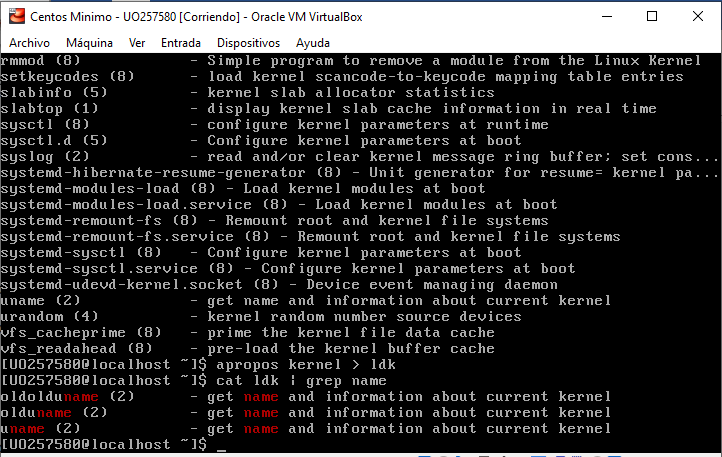 Centos Minimo - UO257580 [Corriendo] - Oracle VM VirtualBox
Archivo Máquina Ver Entrada Dispositivos Ayuda
rmmod (8) - Simple program to remove a module from the Linux Kernel
setkeycodes (8) - load kernel scancode-to-keycode mapping table entries
slabinfo (5) - kernel slab allocator statistics
slabtop (1) - display kernel slab cache information in real time
sysctl (8) - configure kernel parameters at runtime
sysctl.d (5) - Configure kernel parameters at boot
syslog (2) - read and/or clear kernel message ring buffer; set cons...
systemd-hibernate-resume-generator (8) - Unit generator for resume= kernel pa...
systemd-modules-load (8) - Load kernel modules at boot
systemd-modules-load.service (8) - Load kernel modules at boot
systemd-remount-fs (8) - Remount root and kernel file systems
systemd-remount-fs.service (8) - Remount root and kernel file systems
systemd-sysctl (8) - Configure kernel parameters at boot
systemd-sysctl.service (8) - Configure kernel parameters at boot
systemd-udevd-kernel.socket (8) - Device event managing daemon
uname (2) - get name and information about current kernel
urandom (4) - kernel random number source devices
vfs_cacheprime (8) - prime the kernel file data cache
vfs_readahead (8) - pre-load the kernel buffer cache
[UO257580@localhost ~]$ apropos kernel > ldk
[UO257580@localhost ~]$ cat ldk | grep name
oldolduname (2) - get name and information about current kernel
olduname (2) - get name and information about current kernel
uname (2) - get name and information about current kernel
[UO257580@localhost ~]$ _